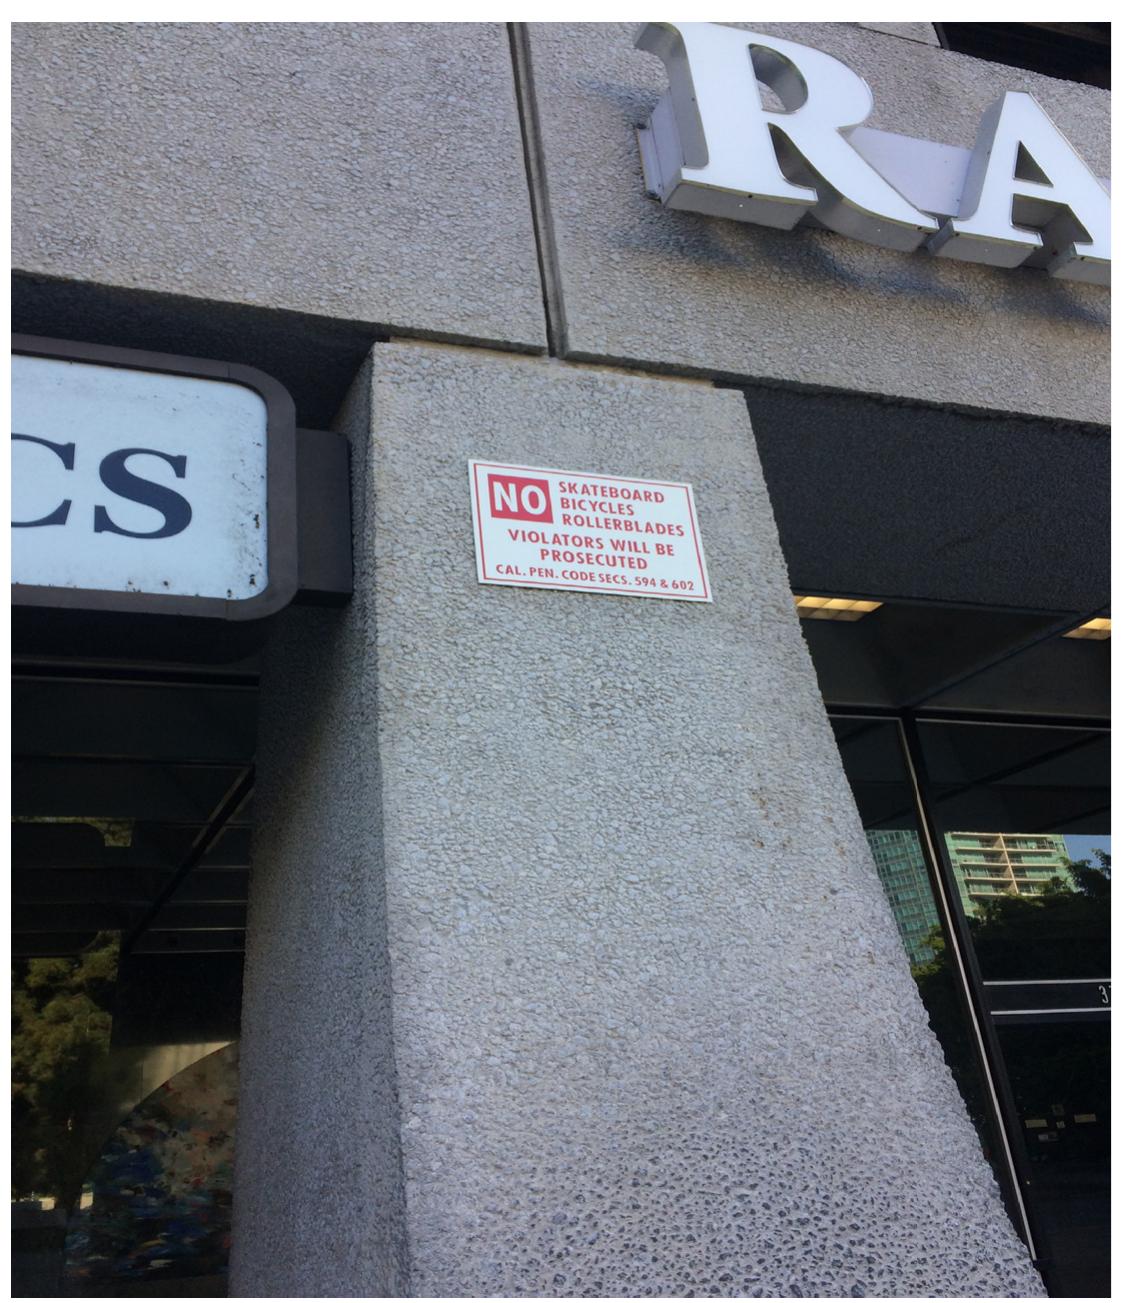 RA
CS
NO SKATEBOARD
BICYCLES
ROLLERBLADES
VIOLATORS WILL BE
PROSECUTED
CAL. PEN. CODE SECS. 594 & 602